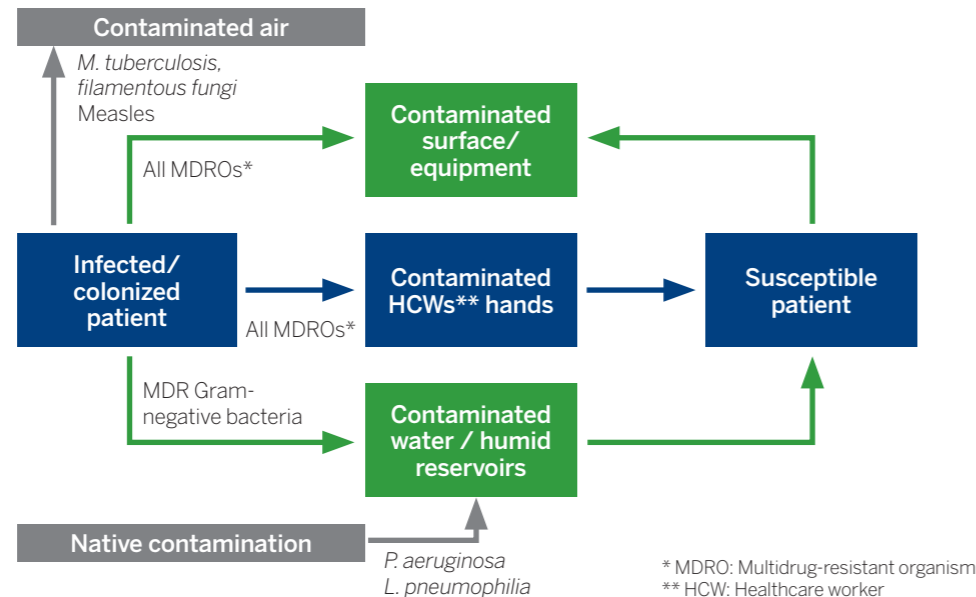 Contaminated air
M. tuberculosis,
filamentous fungi
Measles
Contaminated
surface/
equipment
All MDROs*
Infected/
colonized
patient
Contaminated
HCWs** hands
Susceptible
patient
All MDROs*
MDR Gram-
negative bacteria
Contaminated
water / humid
reservoirs
Native contamination
P. aeruginosa
L. pneumophilia
* MDRO: Multidrug-resistant organism
** HCW: Healthcare worker